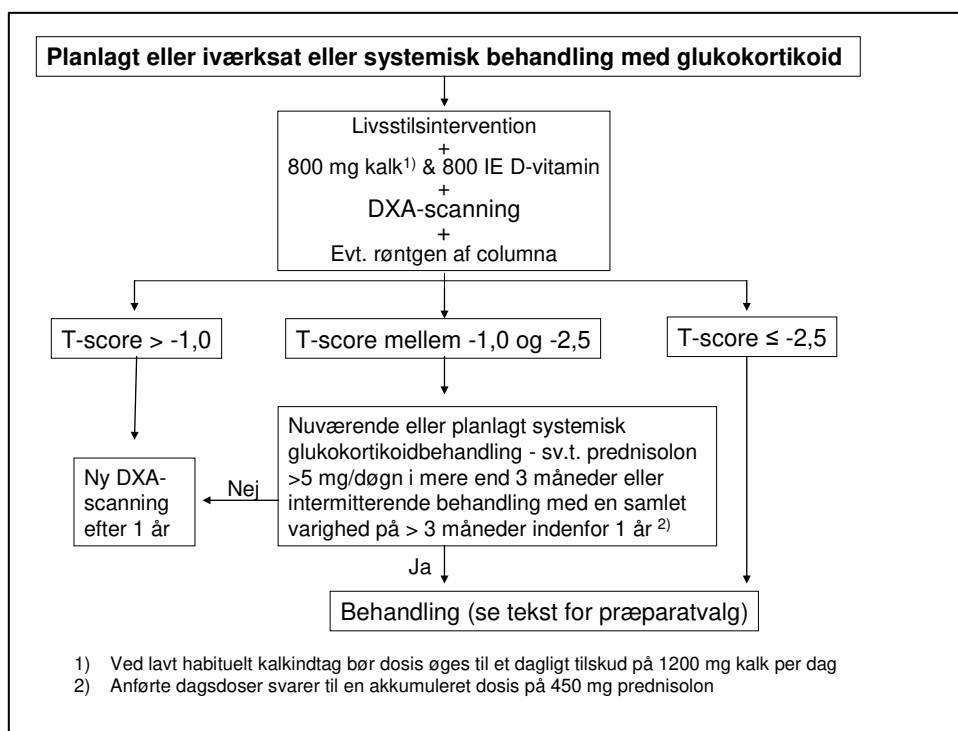 Planlagt eller iværksat eller systemisk behandling med glukokortikoid
Livsstilsintervention
+
800 mg kalk1) & 800 IE D-vitamin
+
DXA-scanning
+
Evt. røntgen af columna
T-score > -1,0
T-score mellem -1,0 og -2,5
T-score ≤ -2,5
Nuværende eller planlagt systemisk
glukokortikoidbehandling - sv.t. prednisolon
>5 mg/døgn i mere end 3 måneder eller
intermitterende behandling med en samlet
varighed på > 3 måneder indenfor 1 år 2)
Nej
Ny DXA-
scanning
efter 1 år
Ja
Behandling (se tekst for præparatvalg)
1) Ved lavt habituelt kalkindtag bør dosis øges til et dagligt tilskud på 1200 mg kalk per dag
2) Anførte dagsdoser svarer til en akkumuleret dosis på 450 mg prednisolon